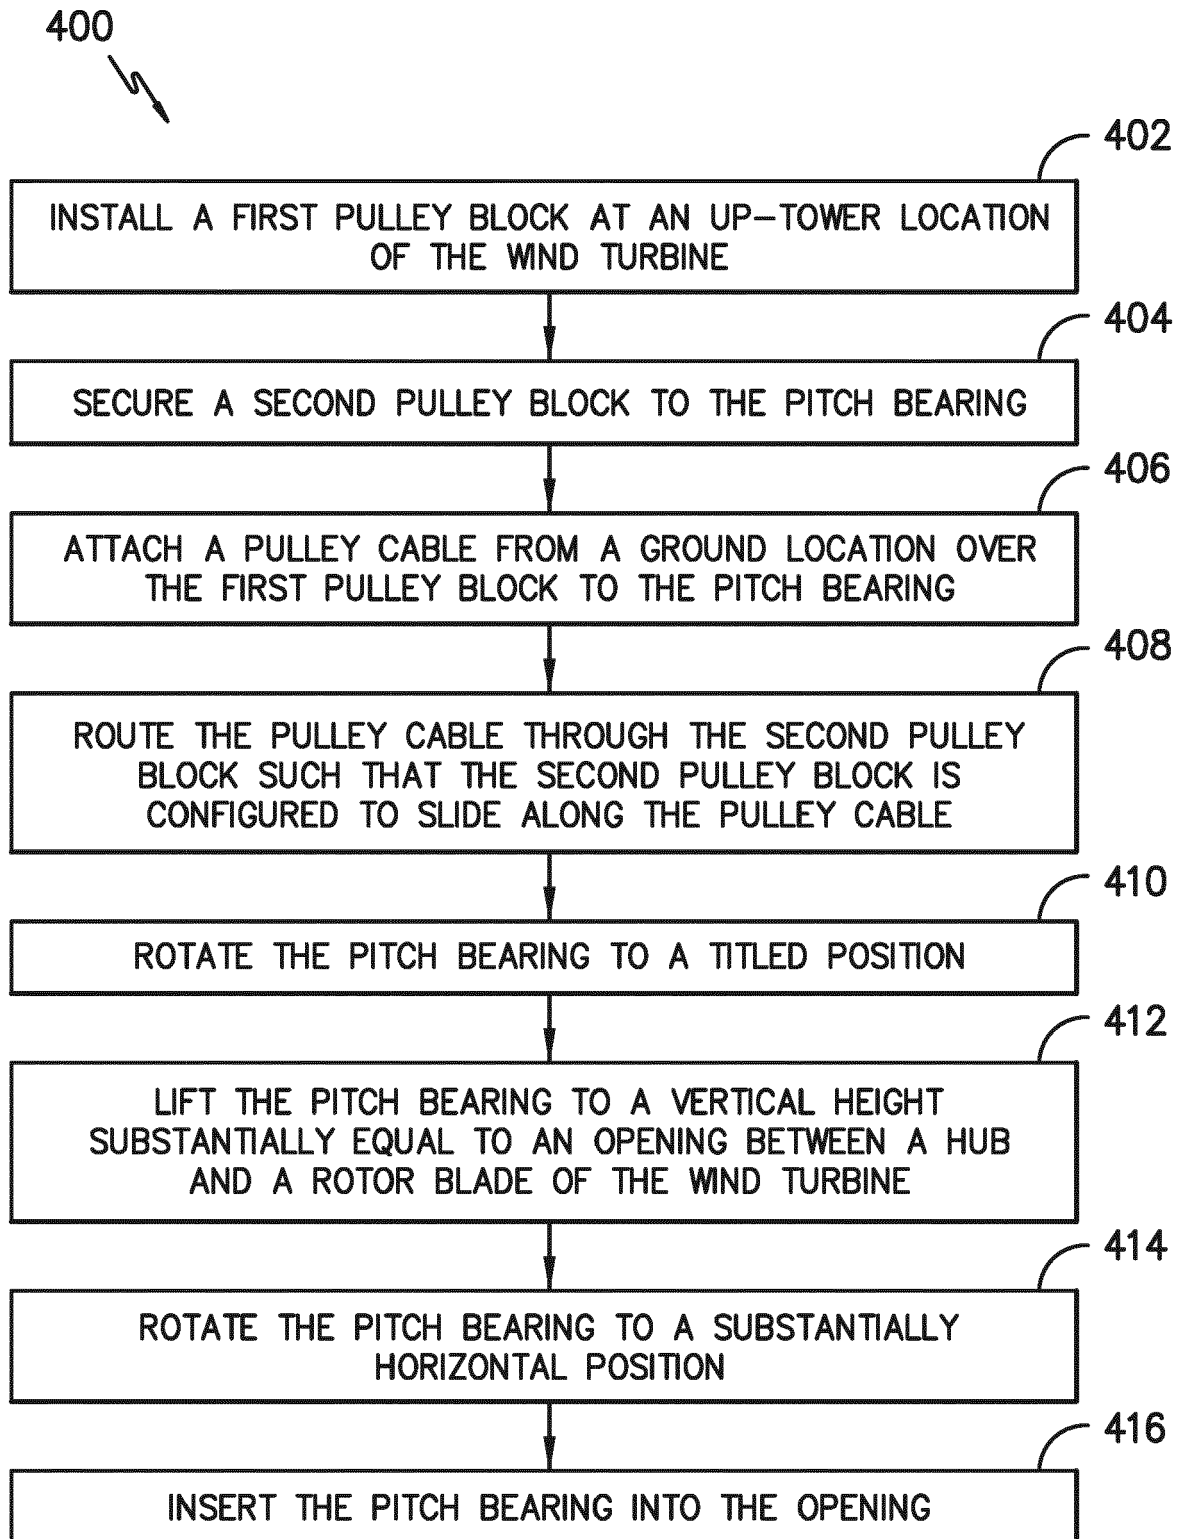 400
402
INSTALL A FIRST PULLEY BLOCK AT AN UP-TOWER LOCATION
OF THE WIND TURBINE
404
SECURE A SECOND PULLEY BLOCK TO THE PITCH BEARING
406
ATTACH A PULLEY CABLE FROM A GROUND LOCATION OVER
THE FIRST PULLEY BLOCK TO THE PITCH BEARING
408
ROUTE THE PULLEY CABLE THROUGH THE SECOND PULLEY
BLOCK SUCH THAT THE SECOND PULLEY BLOCK IS
CONFIGURED TO SLIDE ALONG THE PULLEY CABLE
410
ROTATE THE PITCH BEARING TO A TITLED POSITION
412
LIFT THE PITCH BEARING TO A VERTICAL HEIGHT
SUBSTANTIALLY EQUAL TO AN OPENING BETWEEN A HUB
AND A ROTOR BLADE OF THE WIND TURBINE
414
ROTATE THE PITCH BEARING TO A SUBSTANTIALLY
HORIZONTAL POSITION
416
INSERT THE PITCH BEARING INTO THE OPENING